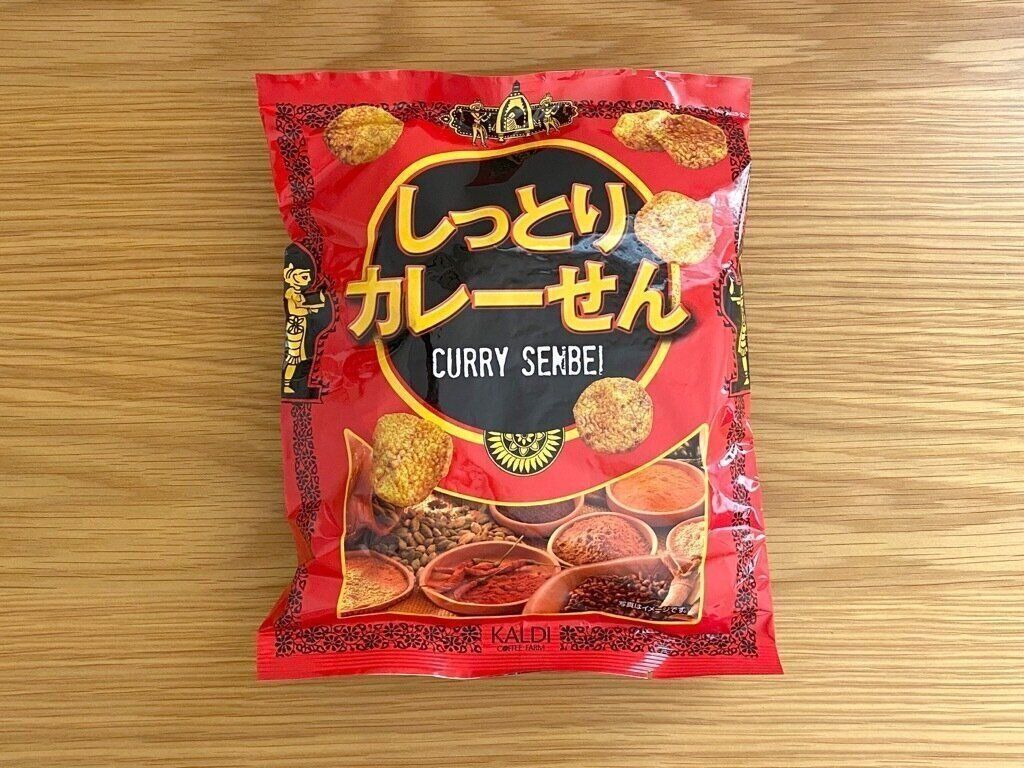 しっとり
カレーせん
CURRY SENBEI
写真はイメージです。
KALDI
COFFEE FARM